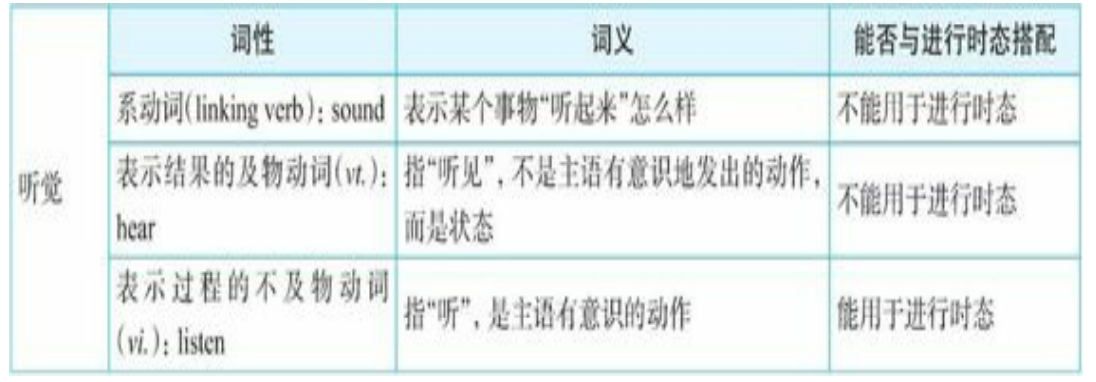 词性 词义 能否与进行时态搭配
听觉
系动词(linking verb)：sound 表示某个事物“听起来”怎么样 不能用于进行时态
表示结果的及物动词(vt.)： 指“听见”，不是主语有意识地发出的动作，
hear 而是状态 不能用于进行时态
表示过程的不及物动词
(vi.)：listen 指“听”，是主语有意识的动作 能用于进行时态